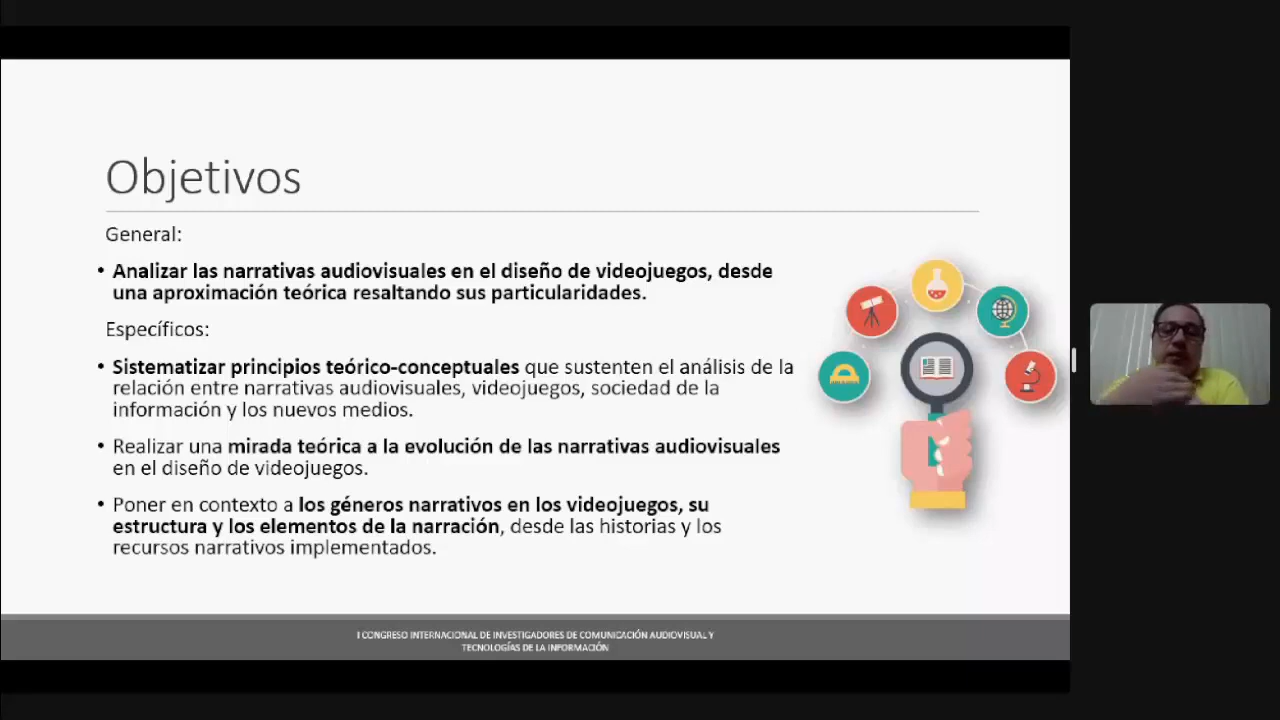 Objetivos
General:
• Analizar las narrativas audiovisuales en el diseño de videojuegos, desde
una aproximación teórica resaltando sus particularidades.
Específicos:
• Sistematizar principios teórico-conceptuales que sustenten el análisis de la
relación entre narrativas audiovisuales, videojuegos, sociedad de la
información y los nuevos medios.
• Realizar una mirada teórica a la evolución de las narrativas audiovisuales
en el diseño de videojuegos.
• Poner en contexto a los géneros narrativos en los videojuegos, su
estructura y los elementos de la narración, desde las historias y los
recursos narrativos implementados.
I CONGRESO INTERNACIONAL DE INVESTIGADORES DE COMUNICACIÓN AUDIOVISUAL Y
TECNOLOGÍAS DE LA INFORMACIÓN